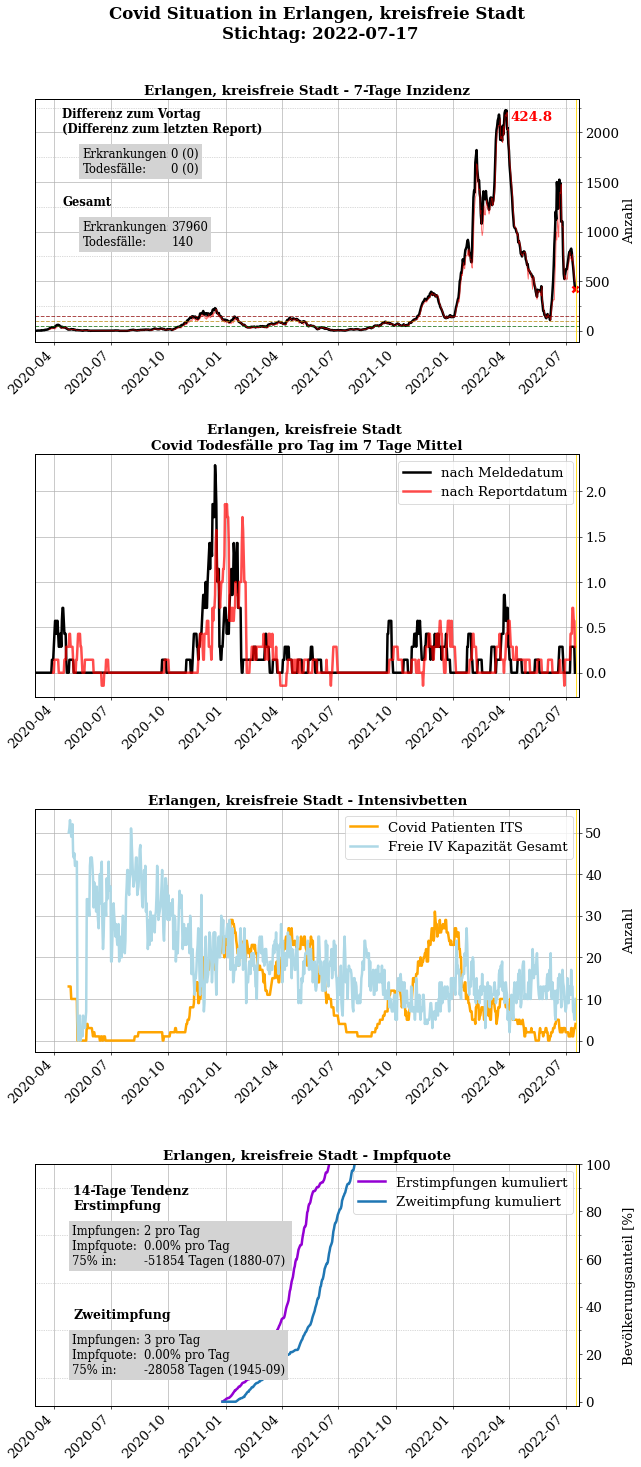 Covid Situation in Erlangen, kreisfreie Stadt
Stichtag: 2022-07-17
Erlangen, kreisfreie Stadt - 7-Tage Inzidenz
Differenz zum Vortag
(Differenz zum letzten Report)
Erkrankungen 0 (0)
Todesfälle: 0 (0)
Gesamt
Erkrankungen 37960
Todesfälle: 140
424.8
2000
1500
1000
500
0
Anzahl
2020-04
2020-07
2020-10
2021-01
2021-04
2021-07
2021-10
2022-01
2022-04
2022-07
Erlangen, kreisfreie Stadt
Covid Todesfälle pro Tag im 7 Tage Mittel
nach Meldedatum
nach Reportdatum
2.0
1.5
1.0
0.5
0.0
2020-04
2020-07
2020-10
2021-01
2021-04
2021-07
2021-10
2022-01
2022-04
2022-07
Erlangen, kreisfreie Stadt - Intensivbetten
Covid Patienten ITS
Freie IV Kapazität Gesamt
50
40
30
20
10
0
Anzahl
2020-04
2020-07
2020-10
2021-01
2021-04
2021-07
2021-10
2022-01
2022-04
2022-07
Erlangen, kreisfreie Stadt - Impfquote
14-Tage Tendenz
Erstimpfung
Impfungen: 2 pro Tag
Impfquote: 0.00% pro Tag
75% in: -51854 Tagen (1880-07)
Zweitimpfung
Impfungen: 3 pro Tag
Impfquote: 0.00% pro Tag
75% in: -28058 Tagen (1945-09)
Erstimpfungen kumuliert
Zweitimpfung kumuliert
100
80
60
40
20
0
Bevölkerungsanteil [%]
2020-04
2020-07
2020-10
2021-01
2021-04
2021-07
2021-10
2022-01
2022-04
2022-07